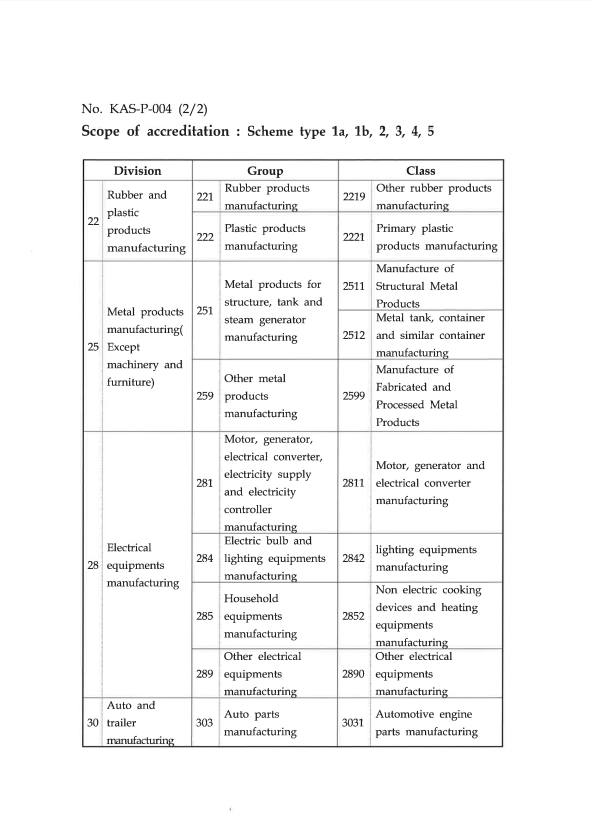 No. KAS-P-004 (2/2)
Scope of accreditation : Scheme type 1a, 1b, 2, 3, 4, 5
Division
Group
Class
22
Rubber and
plastic
products
manufacturing
221
Rubber products
manufacturing
2219
Other rubber products
manufacturing
222
Plastic products
manufacturing
2221
Primary plastic
products manufacturing
25
Metal products
manufacturing(
Except
machinery and
furniture)
251
Metal products for
structure, tank and
steam generator
manufacturing
2511
Manufacture of
Structural Metal
Products
2512
Metal tank, container
and similar container
manufacturing
259
Other metal
products
manufacturing
2599
Manufacture of
Fabricated and
Processed Metal
Products
28
Electrical
equipments
manufacturing
281
Motor, generator,
electrical converter,
electricity supply
and electricity
controller
manufacturing
2811
Motor, generator and
electrical converter
manufacturing
284
Electric bulb and
lighting equipments
manufacturing
2842
lighting equipments
manufacturing
285
Household
equipments
manufacturing
2852
Non electric cooking
devices and heating
equipments
manufacturing
289
Other electrical
equipments
manufacturing
2890
Other electrical
equipments
manufacturing
30
Auto and
trailer
manufacturing
303
Auto parts
manufacturing
3031
Automotive engine
parts manufacturing